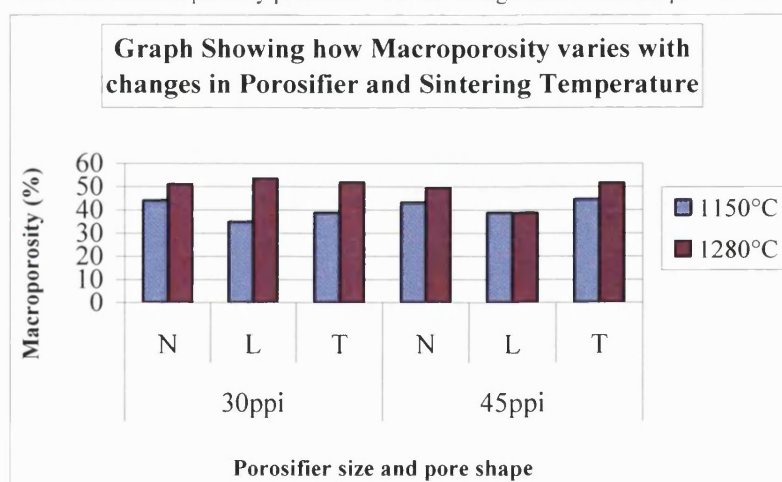 Graph Showing how Macroporosity varies with
changes in Porosifier and Sintering Temperature
Macroporosity (%)
60
50
40
30
20
10
0
N L T N L T
30ppi 45ppi
Porosifier size and pore shape
1150°C
1280°C